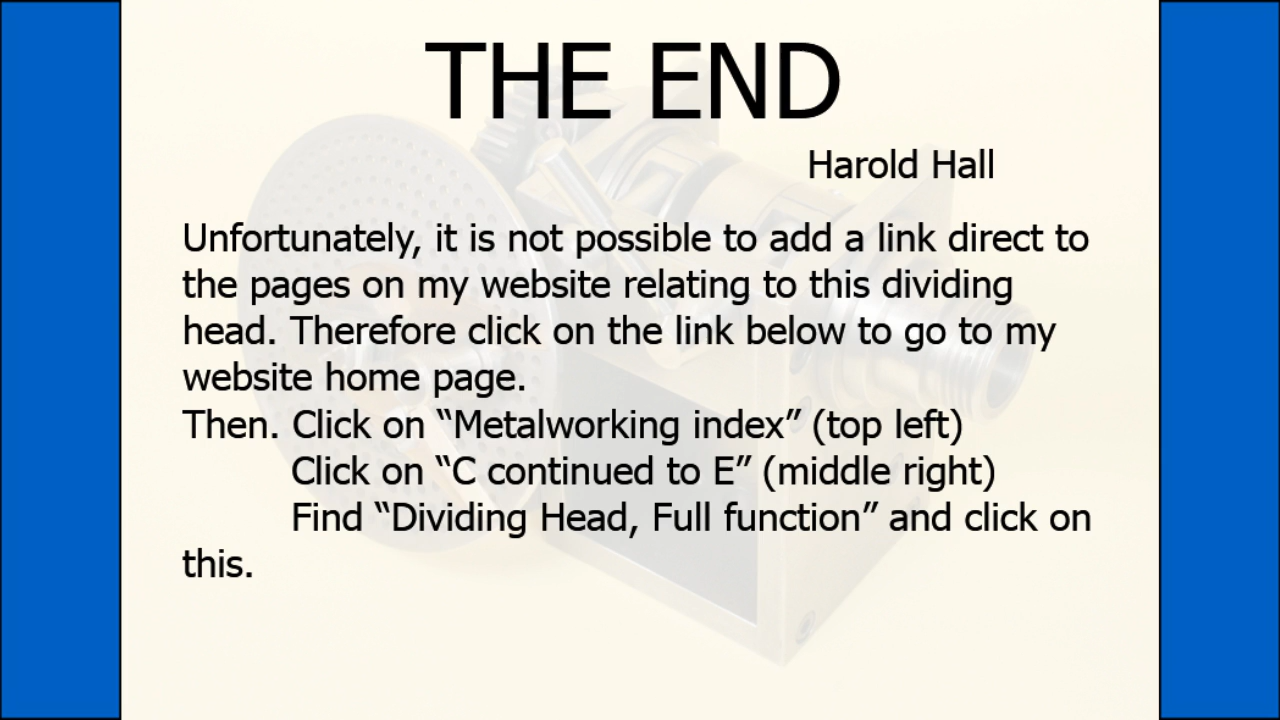 THE END
Harold Hall
Unfortunately, it is not possible to add a link direct to
the pages on my website relating to this dividing
head. Therefore click on the link below to go to my
website home page.
Then. Click on “Metalworking index” (top left)
Click on “C continued to E” (middle right)
Find “Dividing Head, Full function” and click on
this.